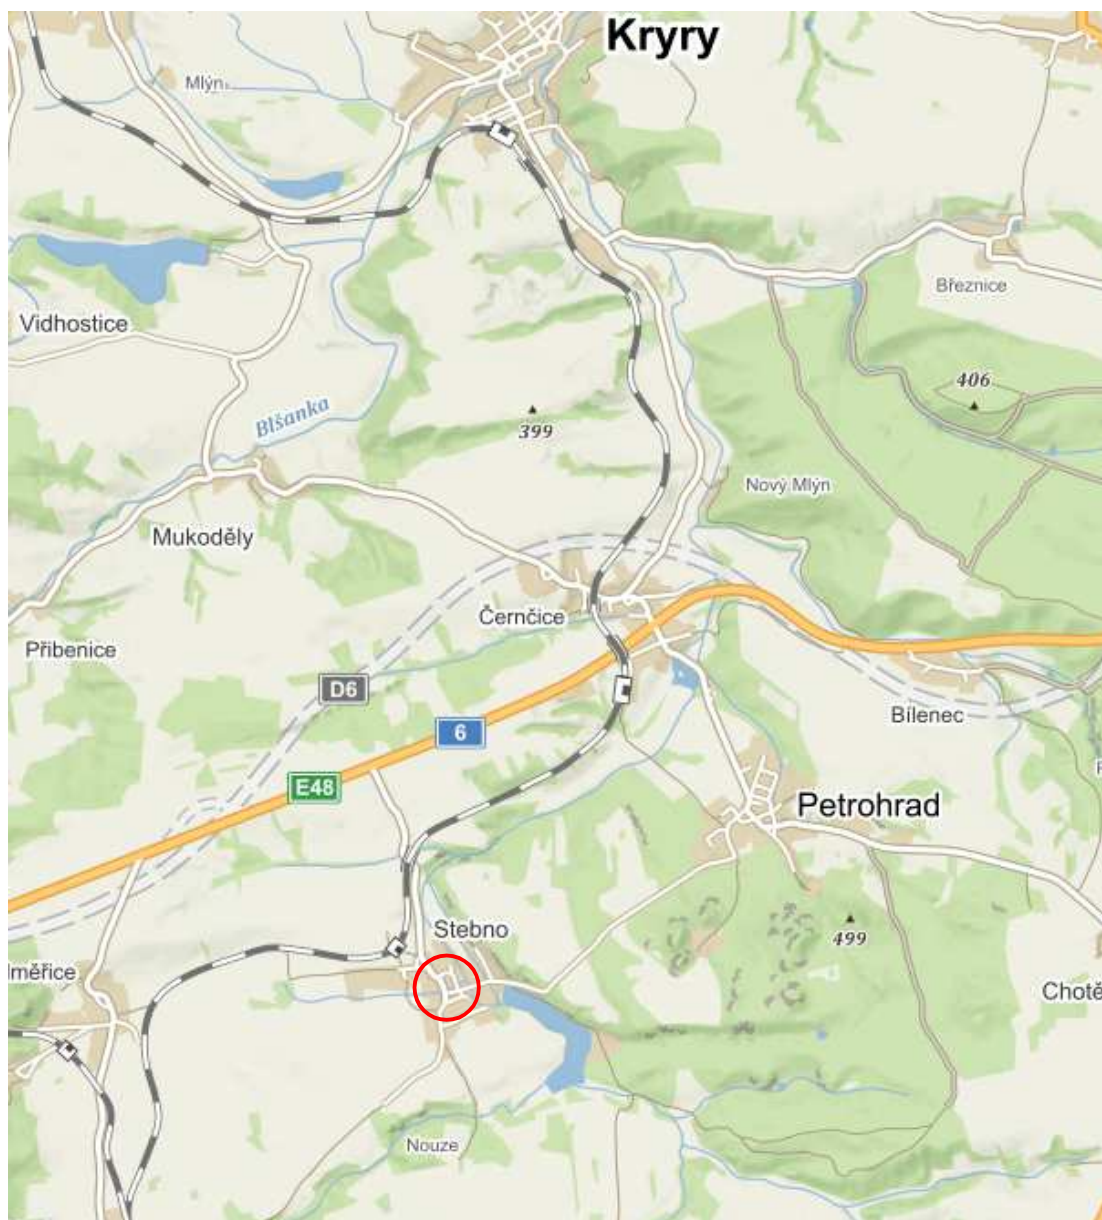 Kryry
Mlýn
Březnice
Vidhostice
406
Blšanka
399
Nový Mlýn
Mukoděly
Černčice
Přibenice
D6
Bílenec
6
E48
Petrohrad
Stebno
499
lměřice
Chotě
Nouze